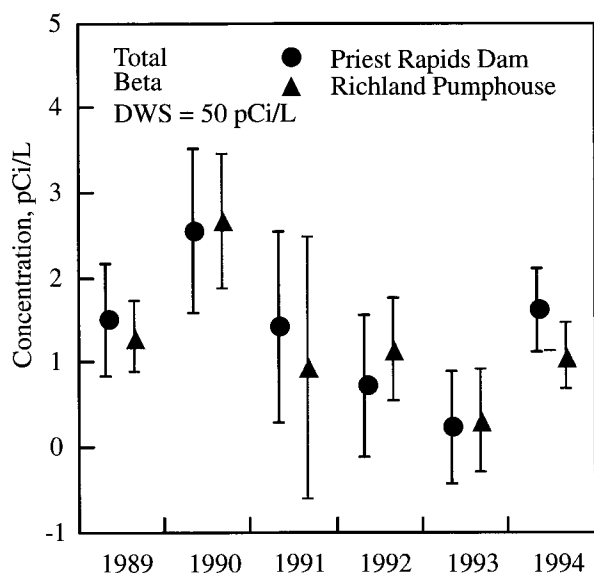 Total
Beta
DWS = 50 pCi/L
Priest Rapids Dam
Richland Pumphouse
Concentration, pCi/L
5
4
3
2
1
0
-1
1989 1990 1991 1992 1993 1994